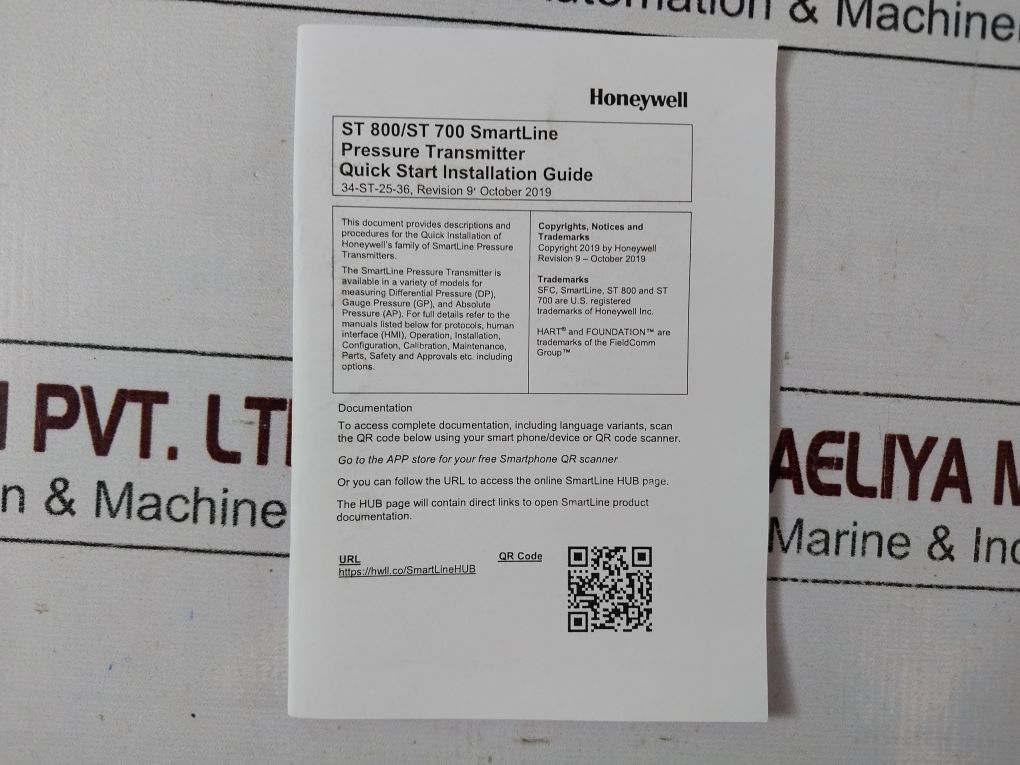 utomation & Machine
Honeywell
ST 800/ST 700 SmartLine
Pressure Transmitter
Quick Start Installation Guide
34-ST-25-36, Revision 9, October 2019
This document provides descriptions and
procedures for the Quick Installation of
Honeywell's family of SmartLine Pressure
Transmitters.
The SmartLine Pressure Transmitter is
available in a variety of models for
measuring Differential Pressure (DP),
Gauge Pressure (GP), and Absolute
Pressure (AP). For full details refer to the
manuals listed below for protocols, human
interface (HMI), Operation, Installation,
Configuration, Calibration, Maintenance,
Parts, Safety and Approvals etc. including
options.
Copyrights, Notices and
Trademarks
Copyright 2019 by Honeywell
Revision 9 – October 2019
Trademarks
SFC, SmartLine, ST 800 and ST
700 are U.S. registered
trademarks of Honeywell Inc.
HART® and FOUNDATION™ are
trademarks of the FieldComm
Group™
Documentation
To access complete documentation, including language variants, scan
the QR code below using your smart phone/device or QR code scanner.
Go to the APP store for your free Smartphone QR scanner
Or you can follow the URL to access the online SmartLine HUB page.
The HUB page will contain direct links to open SmartLine product
documentation.
URL
https://hwll.co/SmartLineHUB
QR Code
PVT. LT
n & Machine
AELIYA M
Marine & Ind